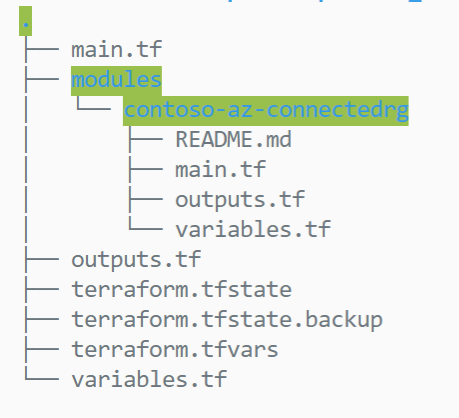 .
├── main.tf
├── modules
│   └── contoso-az-connectedrg
│       ├── README.md
│       ├── main.tf
│       ├── outputs.tf
│       └── variables.tf
├── outputs.tf
├── terraform.tfstate
├── terraform.tfstate.backup
├── terraform.tfvars
└── variables.tf